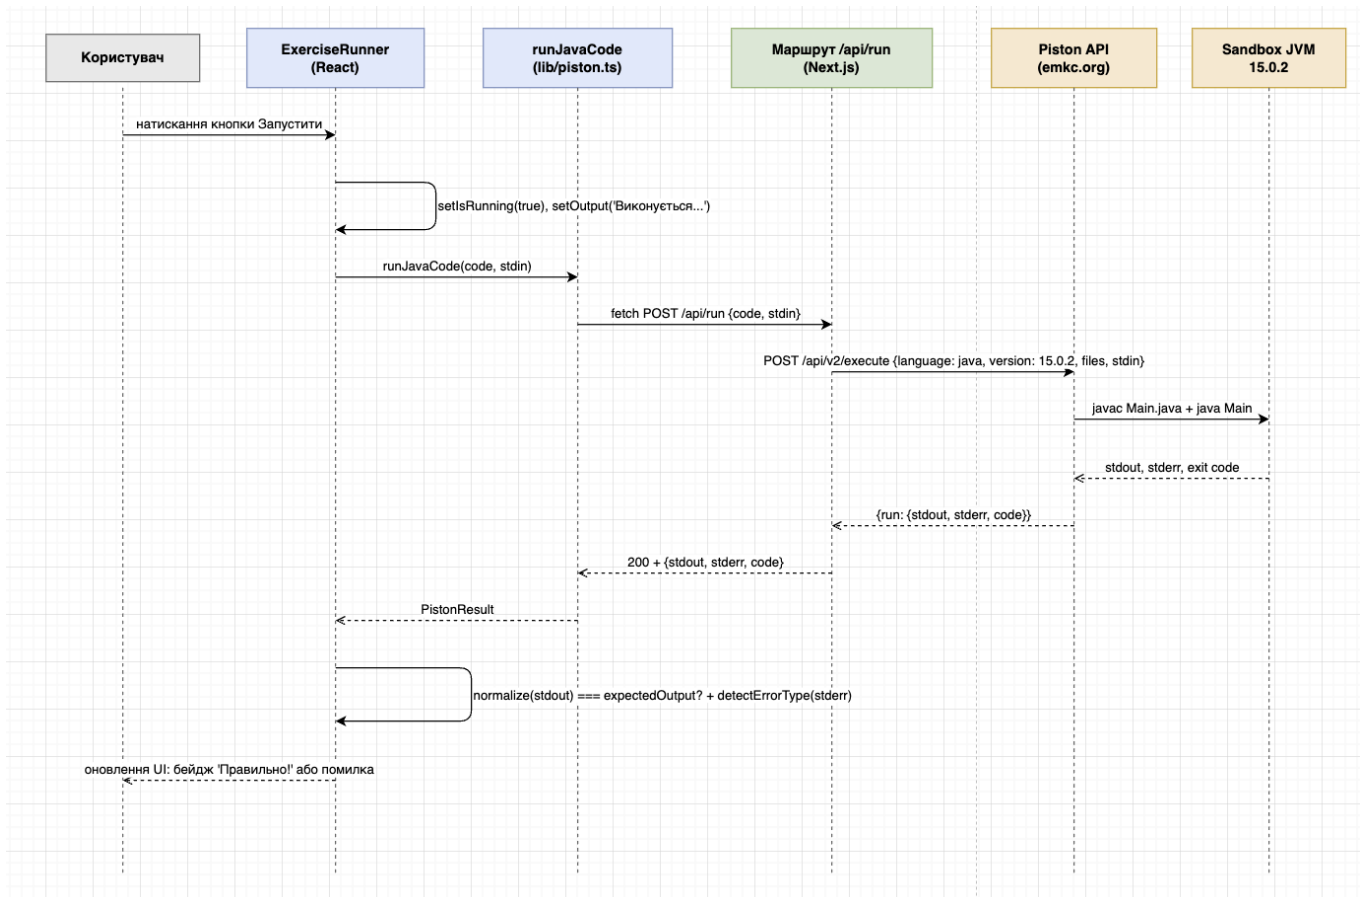 Користувач
ExerciseRunner
(React)
runJavaCode
(lib/piston.ts)
Маршрут /api/run
(Next.js)
Piston API
(emkc.org)
Sandbox JVM
15.0.2
натискання кнопки Запустити
setIsRunning(true), setOutput('Виконується...')
runJavaCode(code, stdin)
fetch POST /api/run {code, stdin}
POST /api/v2/execute {language: java, version: 15.0.2, files, stdin}
javac Main.java + java Main
stdout, stderr, exit code
{run: {stdout, stderr, code}}
200 + {stdout, stderr, code}
PistonResult
normalize(stdout) === expectedOutput? + detectErrorType(stderr)
оновлення UI: бейдж 'Правильно!' або помилка